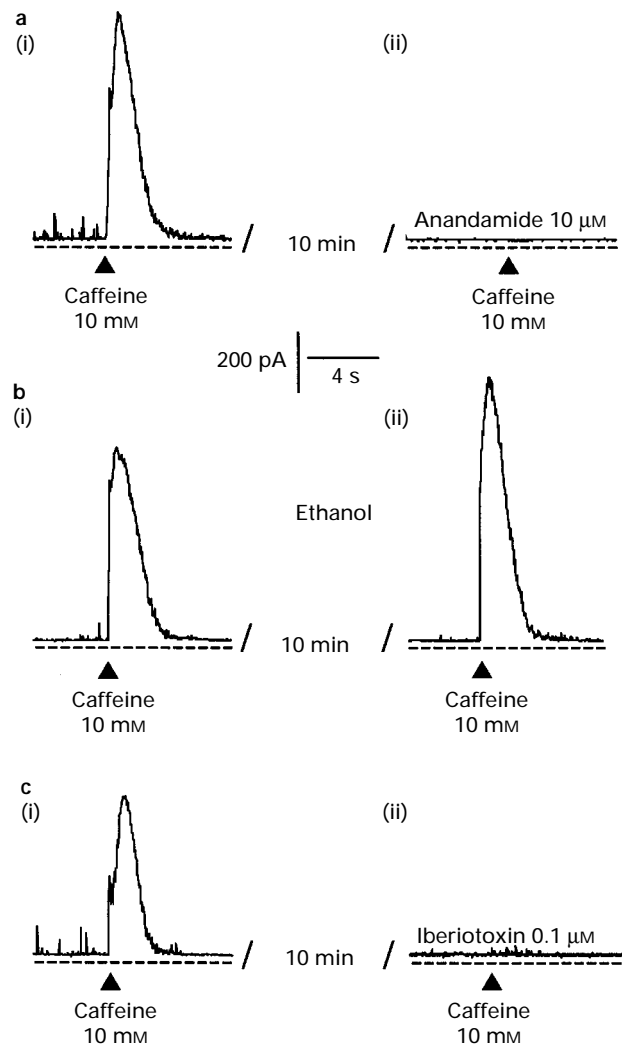 a
(i)
(ii)
Anandamide 10 μM
10 min
Caffeine
10 mM
Caffeine
10 mM
200 pA
4 s
b
(i)
(ii)
Ethanol
10 min
Caffeine
10 mM
Caffeine
10 mM
c
(i)
(ii)
Iberiotoxin 0.1 μM
10 min
Caffeine
10 mM
Caffeine
10 mM